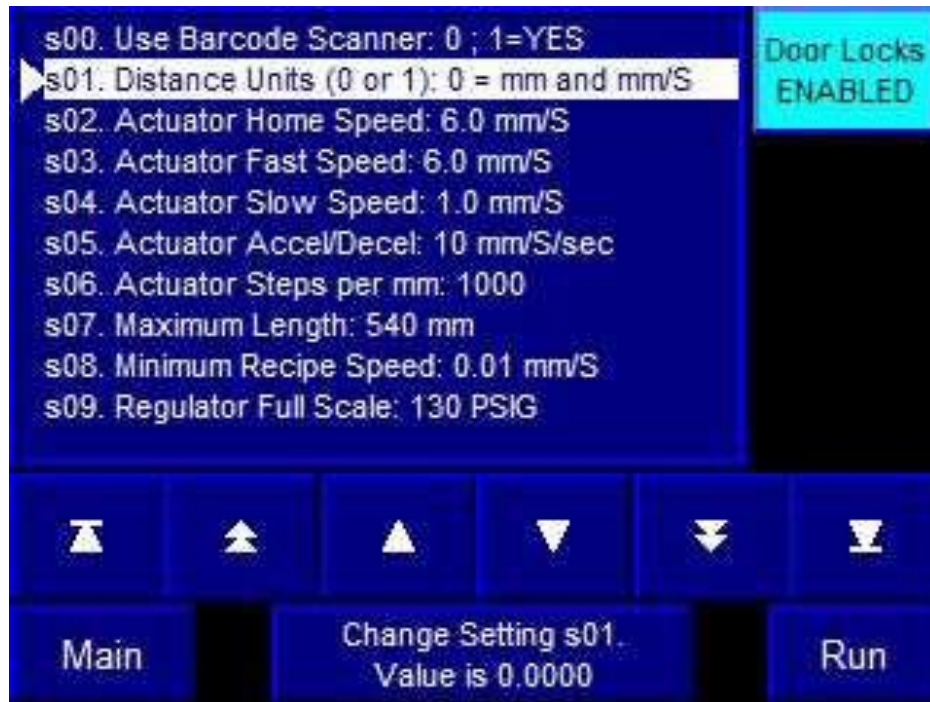 s00. Use Barcode Scanner: 0 ; 1=YES
s01. Distance Units (0 or 1): 0 = mm and mm/S
s02. Actuator Home Speed: 6.0 mm/S
s03. Actuator Fast Speed: 6.0 mm/S
s04. Actuator Slow Speed: 1.0 mm/S
s05. Actuator Accel/Decel: 10 mm/S/sec
s06. Actuator Steps per mm: 1000
s07. Maximum Length: 540 mm
s08. Minimum Recipe Speed: 0.01 mm/S
s09. Regulator Full Scale: 130 PSIG
Door Locks
ENABLED
Main
Change Setting s01.
Value is 0.0000
Run